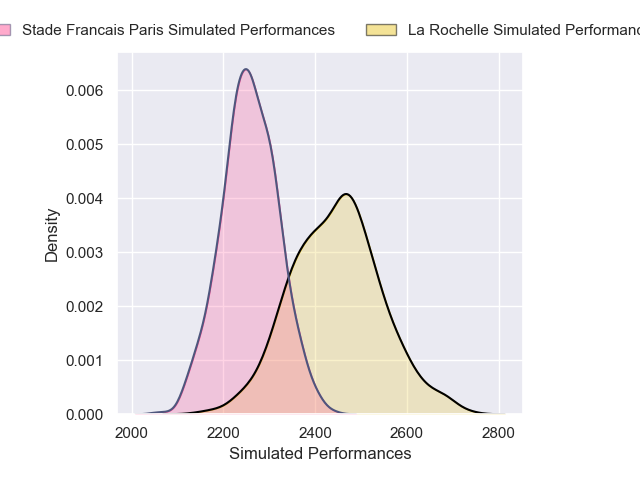 Stade Francais Paris Simulated Performances La Rochelle Simulated
0.006
0.005
0.004
0.003
0.002
0.001
0.000
Density
2000 2200 2400 2600 2800
Simulated Performances